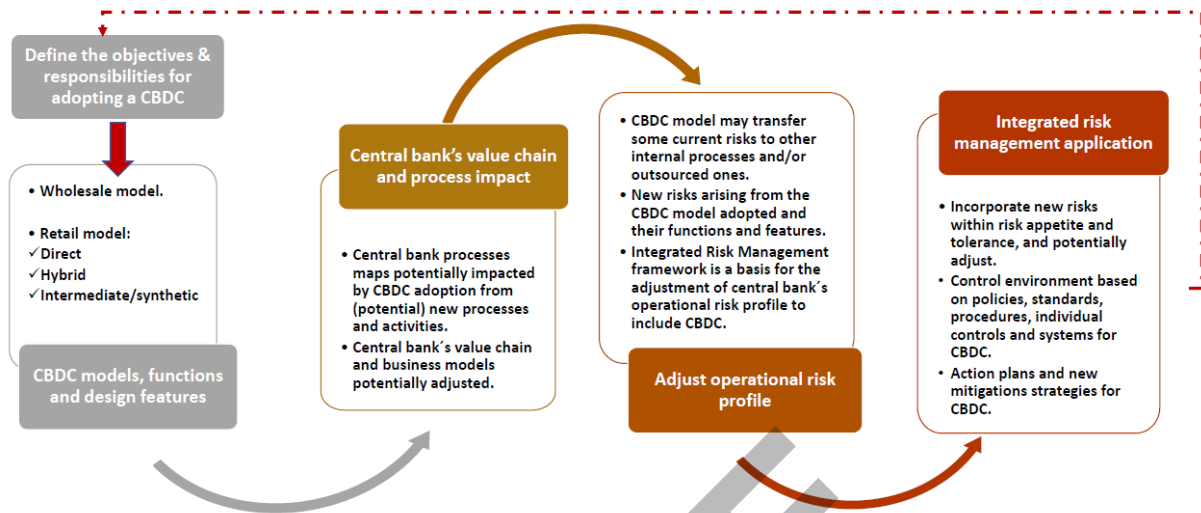 Define the objectives &
responsibilities for
adopting a CBDC
• Wholesale model.
• Retail model:
✓Direct
✓Hybrid
✓Intermediate/synthetic
CBDC models, functions
and design features
Central bank's value chain
and process impact
• Central bank processes
maps potentially impacted
by CBDC adoption from
(potential) new processes
and activities.
• Central bank´s value chain
and business models
potentially adjusted.
• CBDC model may transfer
some current risks to other
internal processes and/or
outsourced ones.
• New risks arising from the
CBDC model adopted and
their functions and features.
• Integrated Risk Management
framework is a basis for the
adjustment of central bank´s
operational risk profile to
include CBDC.
Adjust operational risk
profile
Integrated risk
management application
• Incorporate new risks
within risk appetite and
tolerance, and potentially
adjust.
• Control environment based
on policies, standards,
procedures, individual
controls and systems for
CBDC.
• Action plans and new
mitigations strategies for
CBDC.